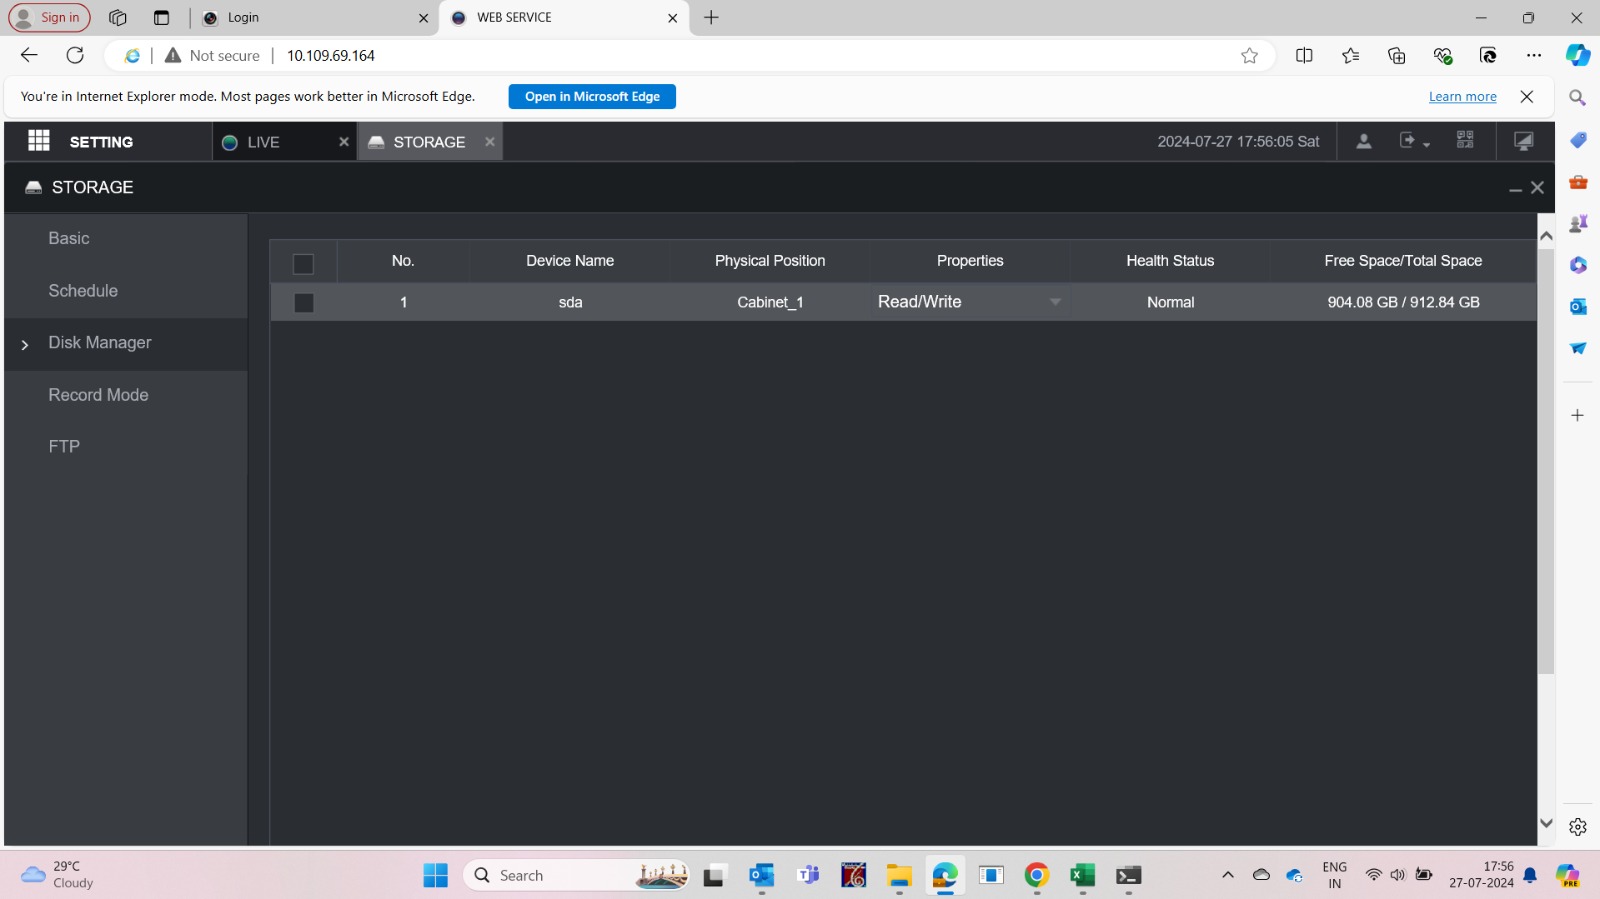 Sign in
Login
WEB SERVICE
Not secure
10.109.69.164
You're in Internet Explorer mode. Most pages work better in Microsoft Edge.
Open in Microsoft Edge
Learn more
SETTING
LIVE
STORAGE
2024-07-27 17:56:05 Sat
STORAGE
Basic
Schedule
Disk Manager
Record Mode
FTP
No. Device Name Physical Position Properties Health Status Free Space/Total Space
1 sda Cabinet_1 Read/Write Normal 904.08 GB / 912.84 GB
29°C
Cloudy
Search
ENG
IN
17:56
27-07-2024
PRE